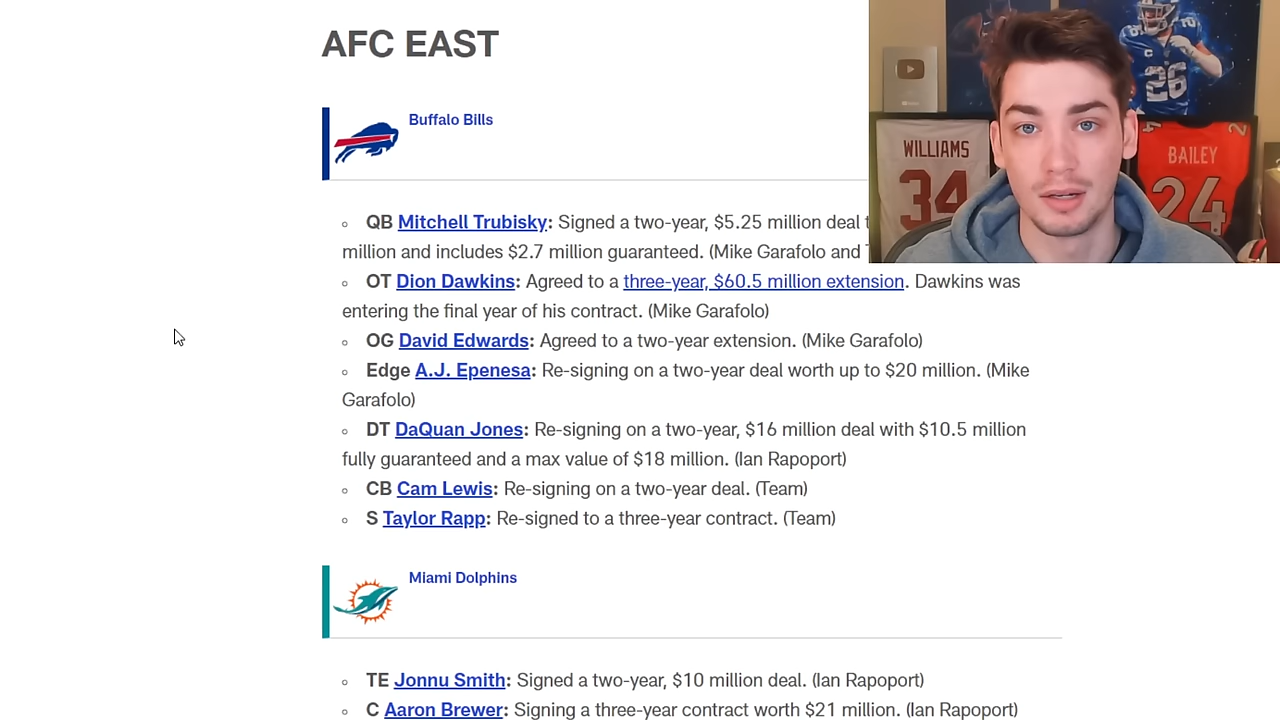 AFC EAST
Buffalo Bills
QB Mitchell Trubisky: Signed a two-year, $5.25 million deal
million and includes $2.7 million guaranteed. (Mike Garafolo and
OT Dion Dawkins: Agreed to a three-year, $60.5 million extension. Dawkins was
entering the final year of his contract. (Mike Garafolo)
OG David Edwards: Agreed to a two-year extension. (Mike Garafolo)
Edge A.J. Epenesa: Re-signing on a two-year deal worth up to $20 million. (Mike
Garafolo)
DT DaQuan Jones: Re-signing on a two-year, $16 million deal with $10.5 million
fully guaranteed and a max value of $18 million. (Ian Rapoport)
CB Cam Lewis: Re-signing on a two-year deal. (Team)
S Taylor Rapp: Re-signed to a three-year contract. (Team)
Miami Dolphins
TE Jonnu Smith: Signed a two-year, $10 million deal. (Ian Rapoport)
C Aaron Brewer: Signing a three-year contract worth $21 million. (Ian Rapoport)
26
WILLIAMS
34
BAILEY
24